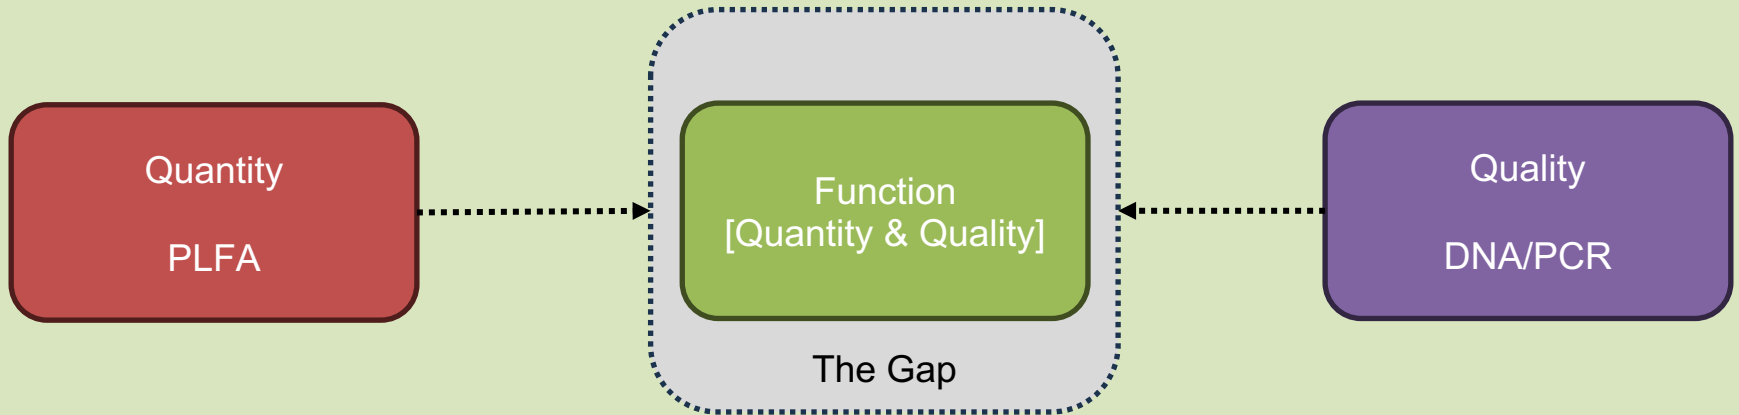 Quantity
PLFA
Function
[Quantity & Quality]
The Gap
Quality
DNA/PCR